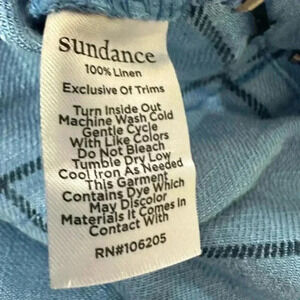 sundance
100% Linen
Exclusive Of Trims
Turn Inside Out
Machine Wash Cold
Gentle Cycle
With Like Colors
Do Not Bleach
Tumble Dry Low
Cool Iron As Needed
This Garment
Contains Dye Which
May Discolor
Materials It Comes In
Contact With
RN#106205